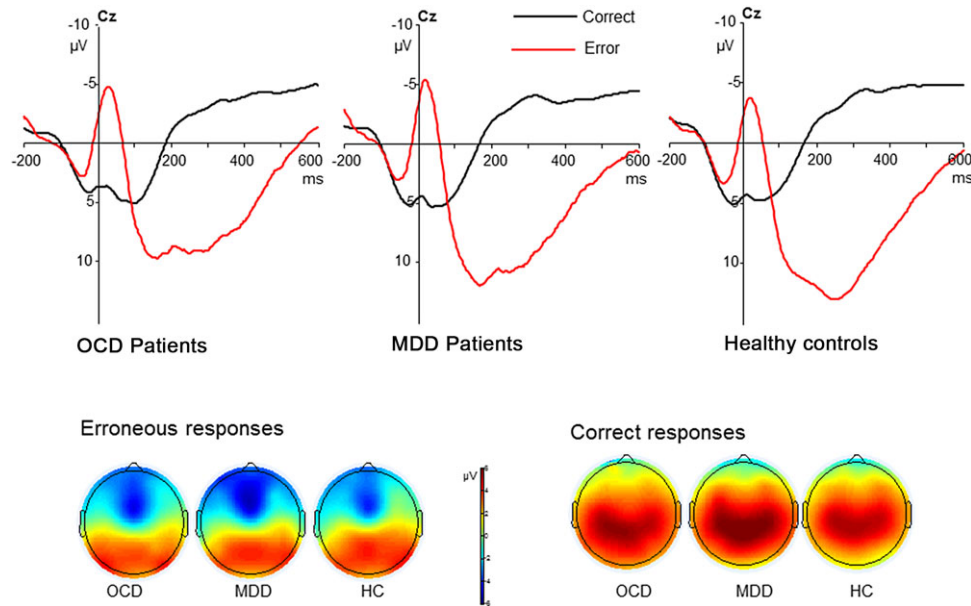 Cz
-10
μV
-5
-200
200
400
600
ms
5
10
OCD Patients
Cz
-10
μV
-5
-200
200
400
600
ms
5
10
MDD Patients
Correct
Error
Cz
-10
μV
-5
-200
200
400
600
ms
5
10
Healthy controls
Erroneous responses
OCD
MDD
HC
μV
Correct responses
OCD
MDD
HC